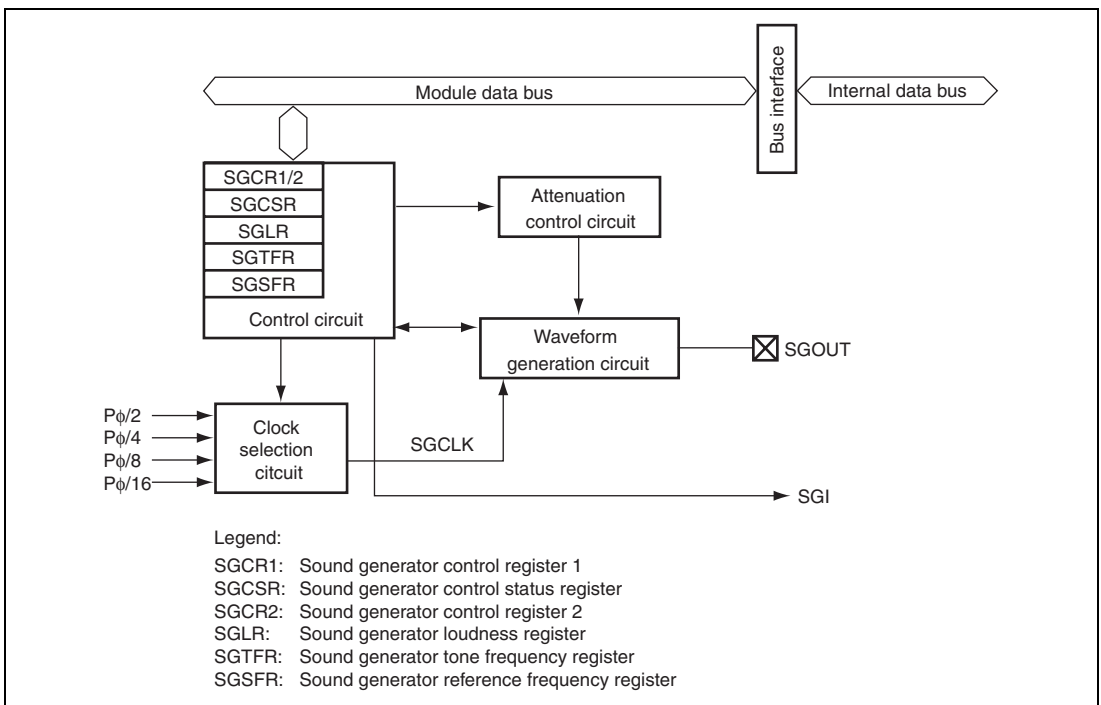 Module data bus
Bus interface
Internal data bus
SGCR1/2
SGCSR
SGLR
SGTFR
SGSFR
Control circuit
Attenuation
control circuit
Waveform
generation circuit
SGOUT
Pϕ/2
Pϕ/4
Pϕ/8
Pϕ/16
Clock
selection
citcuit
SGCLK
SGI
Legend:
SGCR1: Sound generator control register 1
SGCSR: Sound generator control status register
SGCR2: Sound generator control register 2
SGLR: Sound generator loudness register
SGTFR: Sound generator tone frequency register
SGSFR: Sound generator reference frequency register